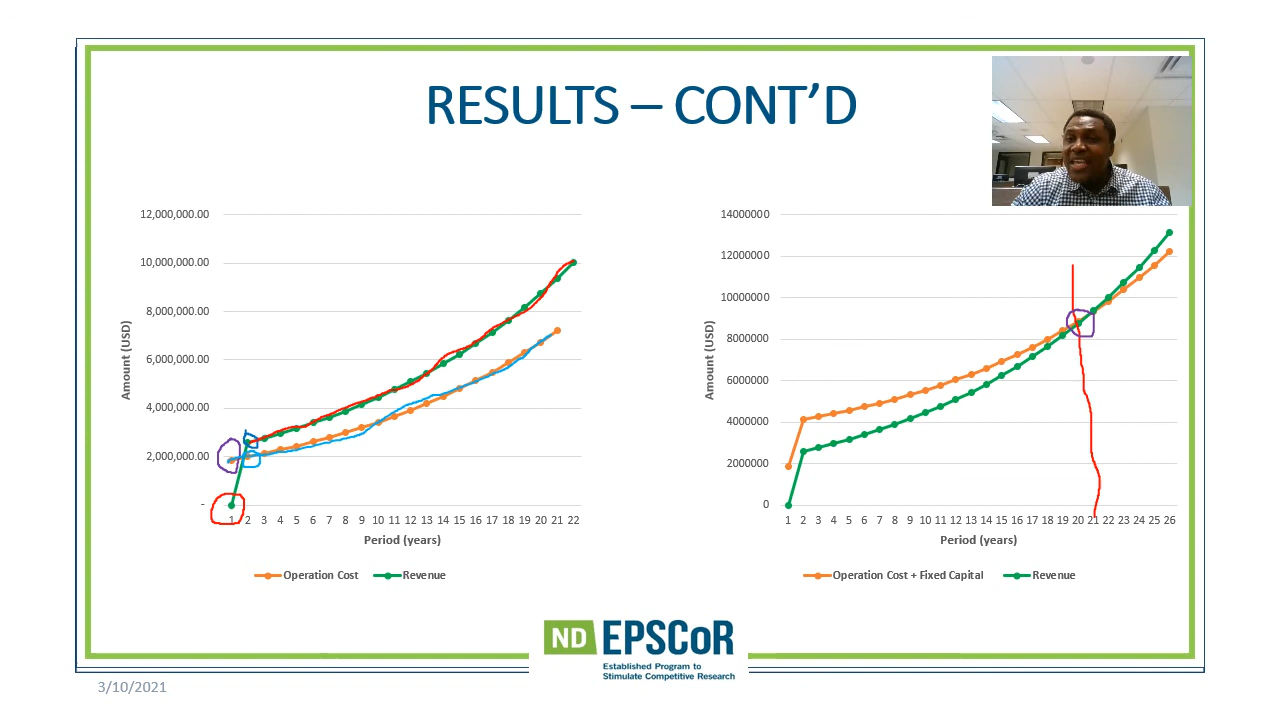 RESULTS – CONT’D
12,000,000.00
10,000,000.00
8,000,000.00
6,000,000.00
4,000,000.00
2,000,000.00
-
Amount (USD)
1 2 3 4 5 6 7 8 9 10 11 12 13 14 15 16 17 18 19 20 21 22
Period (years)
Operation Cost Revenue
14000000
12000000
10000000
8000000
6000000
4000000
2000000
0
Amount (USD)
1 2 3 4 5 6 7 8 9 10 11 12 13 14 15 16 17 18 19 20 21 22 23 24 25 26
Period (years)
Operation Cost + Fixed Capital Revenue
ND EPSCoR
Established Program to
Stimulate Competitive Research
3/10/2021